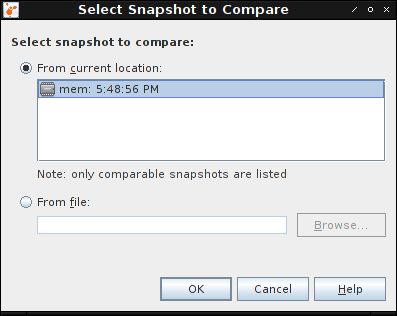 Select Snapshot to Compare
Select snapshot to compare:
From current location:
mem: 5:48:56 PM
Note: only comparable snapshots are listed
From file:
Browse...
OK Cancel Help